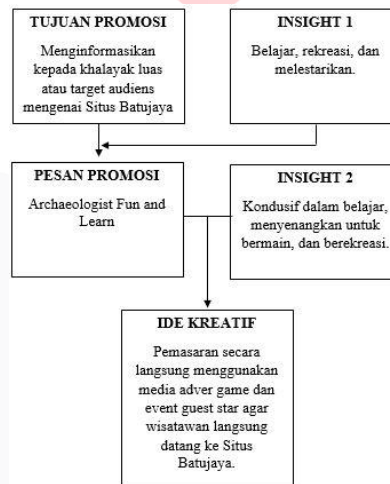 TUJUAN PROMOSI
Menginformasikan
kepada khalayak luas
atau target audiens
mengenai Situs Batujaya
INSIGHT 1
Belajar, rekreasi, dan
melestarikan.
PESAN PROMOSI
Archaeologist Fun and
Learn
INSIGHT 2
Kondusif dalam belajar,
menyenangkan untuk
bermain, dan berekreasi.
IDE KREATIF
Pemasaran secara
langsung menggunakan
media adver game dan
event guest star agar
wisatawan langsung
datang ke Situs
Batujaya.